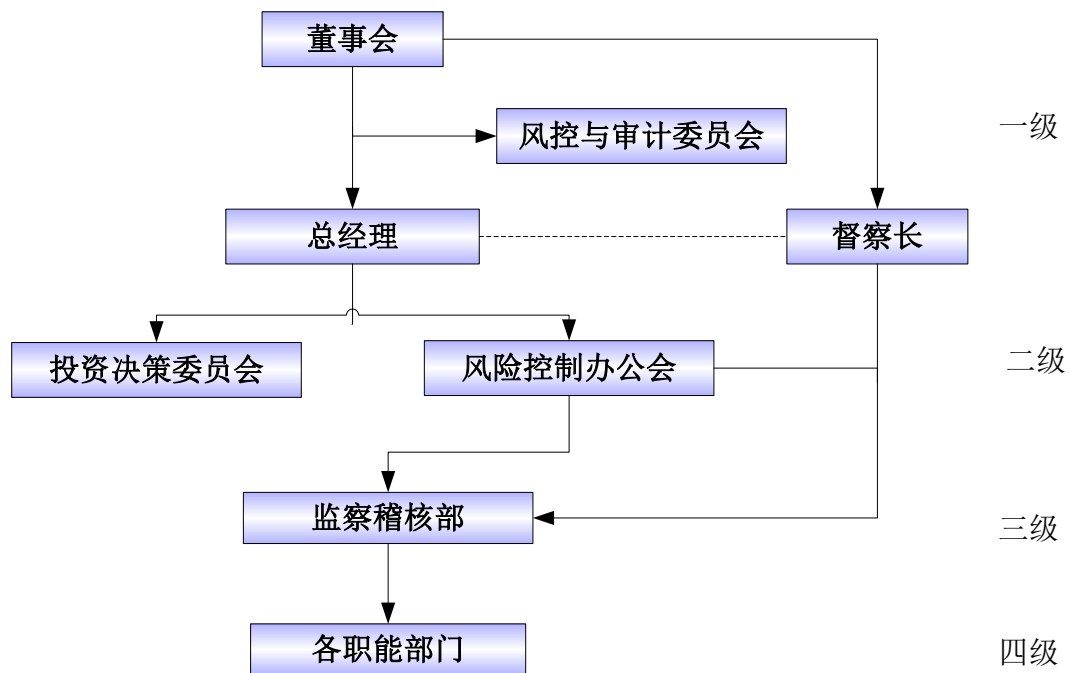 董事会
风控与审计委员会
一级
总经理
督察长
投资决策委员会
风险控制办公会
二级
监察稽核部
三级
各职能部门
四级